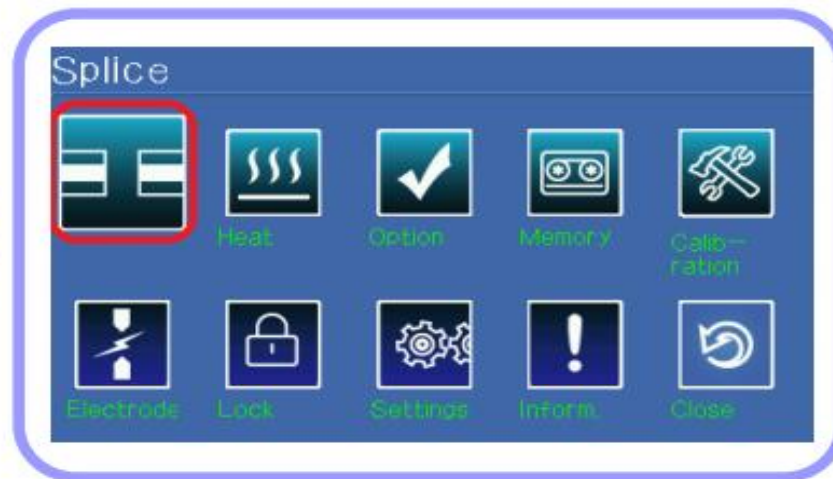 Splice
Heat
Option
Memory
Calib-
ration
Electrode
Lock
Settings
Inform.
Close